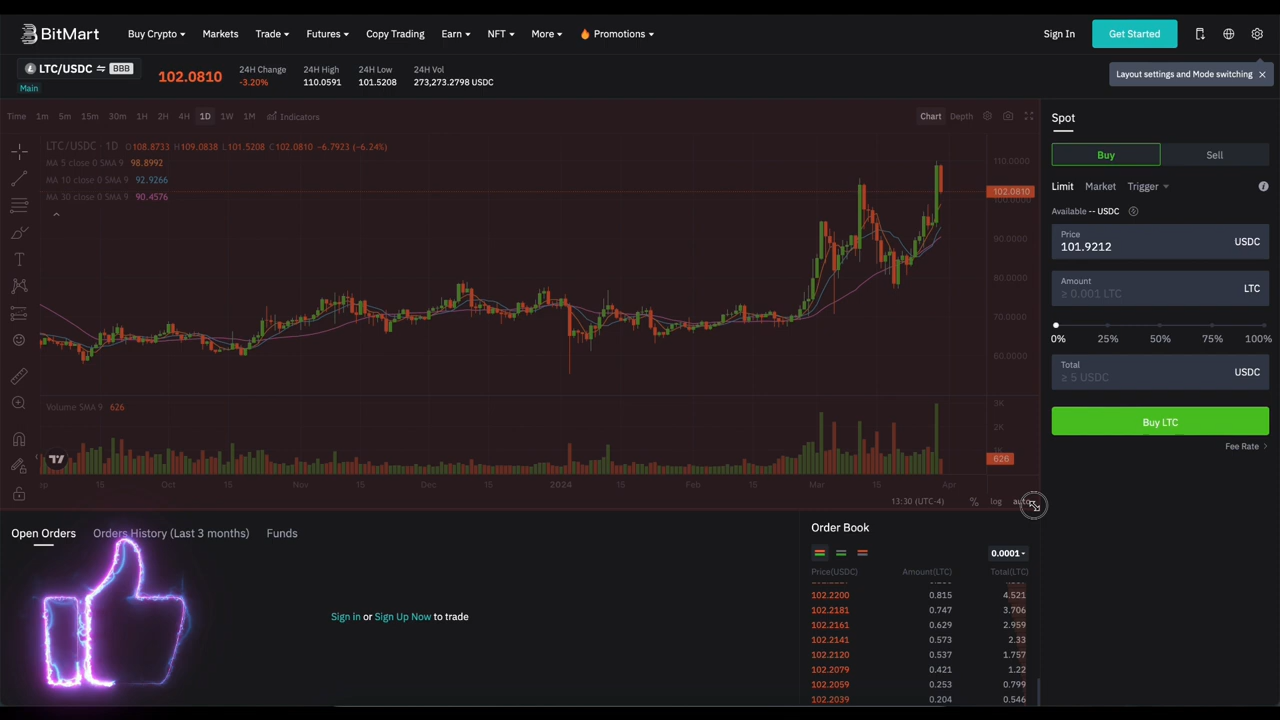 BitMart Buy Crypto Markets Trade Futures Copy Trading Earn NFT More Promotions Sign In Get Started
LTC/USDC BBB 102.0810 24H Change 24H High 24H Low 24H Vol
Main -3.20% 110.0591 101.5208 273,273.2798 USDC
Layout settings and Mode switching
Time 1m 5m 15m 30m 1H 2H 4H 1D 1W 1M Indicators Chart Depth
LTC/USDC · 1D O108.8733 H109.0838 L101.5208 C102.0810 -6.7923 (-6.24%)
MA 5 close 0 SMA 9 98.8992
MA 10 close 0 SMA 9 92.9266
MA 30 close 0 SMA 9 90.4576
110.0000
102.0810
100.0000
90.0000
80.0000
70.0000
60.0000
Volume SMA 9 626
3K
2K
626
15 Oct 15 Nov 15 Dec 15 2024 15 Feb 15 Mar 15 Apr
13:30 (UTC-4) % log auto
Spot
Buy Sell
Limit Market Trigger
Available -- USDC
Price
101.9212 USDC
Amount
≥ 0.001 LTC LTC
0% 25% 50% 75% 100%
Total
≥ 5 USDC USDC
Buy LTC
Fee Rate
Open Orders Orders History (Last 3 months) Funds
Sign in or Sign Up Now to trade
Order Book
0.0001
Price(USDC) Amount(LTC) Total(LTC)
102.2200 0.815 4.521
102.2181 0.747 3.706
102.2161 0.629 2.959
102.2141 0.573 2.33
102.2120 0.537 1.757
102.2079 0.421 1.22
102.2059 0.253 0.799
102.2039 0.204 0.546